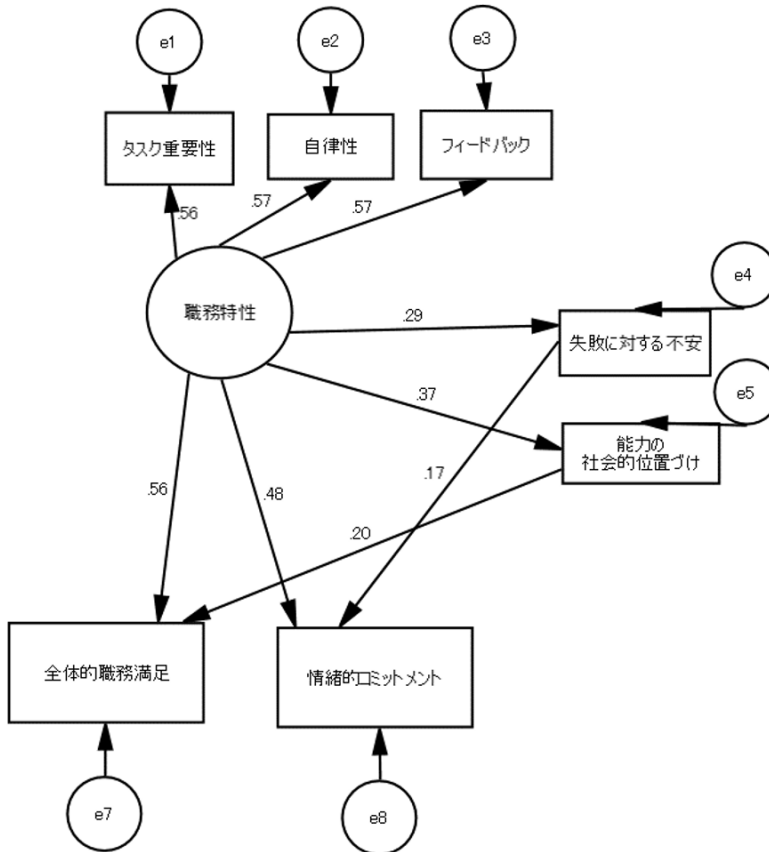 e1
e2
e3
タスク重要性
自律性
フィードバック
.56
.57
.57
職務特性
e4
.29
失敗に対する不安
e5
.37
能力の
社会的位置づけ
.17
.56
.48
.20
全体的職務満足
情緒的コミットメント
e7
e8